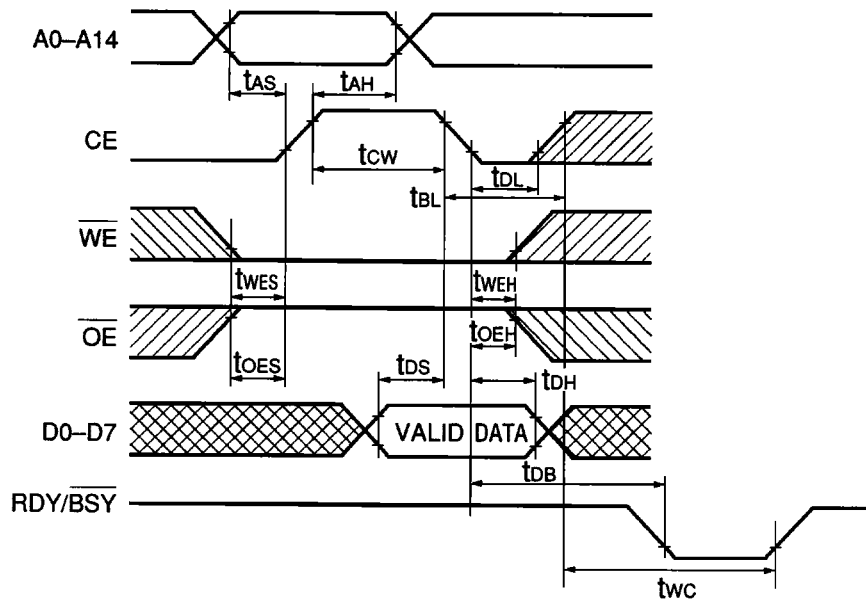 A0–A14
tAS
tAH
CE
tCW
tDL
tBL
WE
tWES
tWEH
OE
tOEH
tOES
tDS
tDH
D0–D7
VALID DATA
tDB
RDY/BSY
tWC